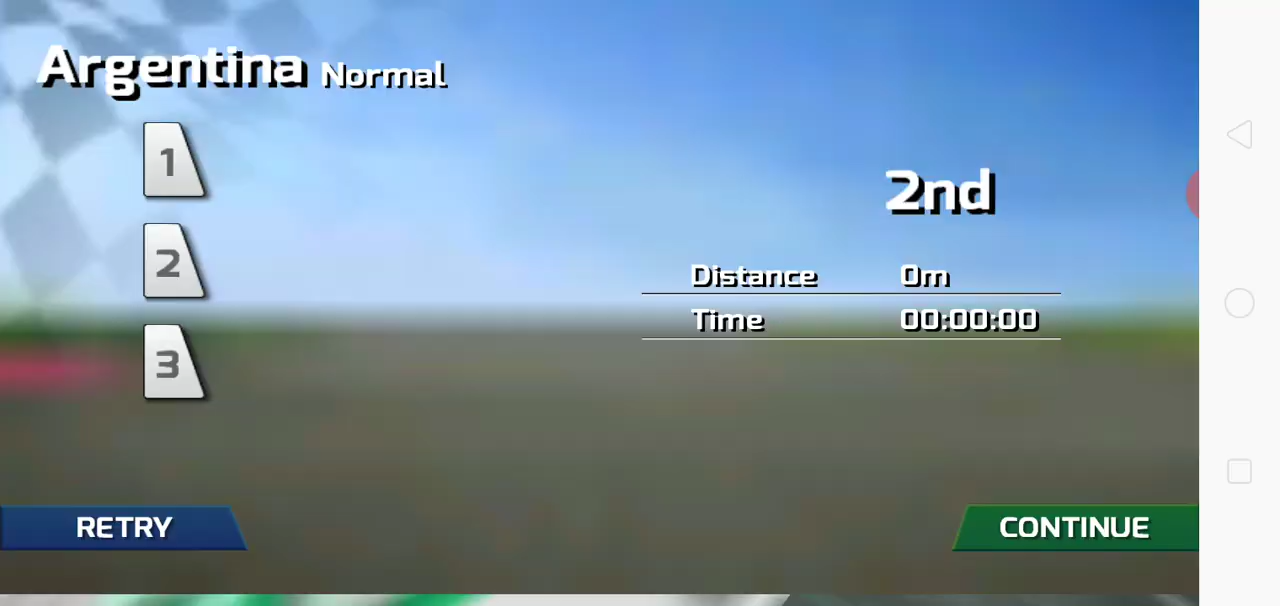 Argentina Normal
1
2
3
2nd
Distance 0m
Time 00:00:00
RETRY
CONTINUE